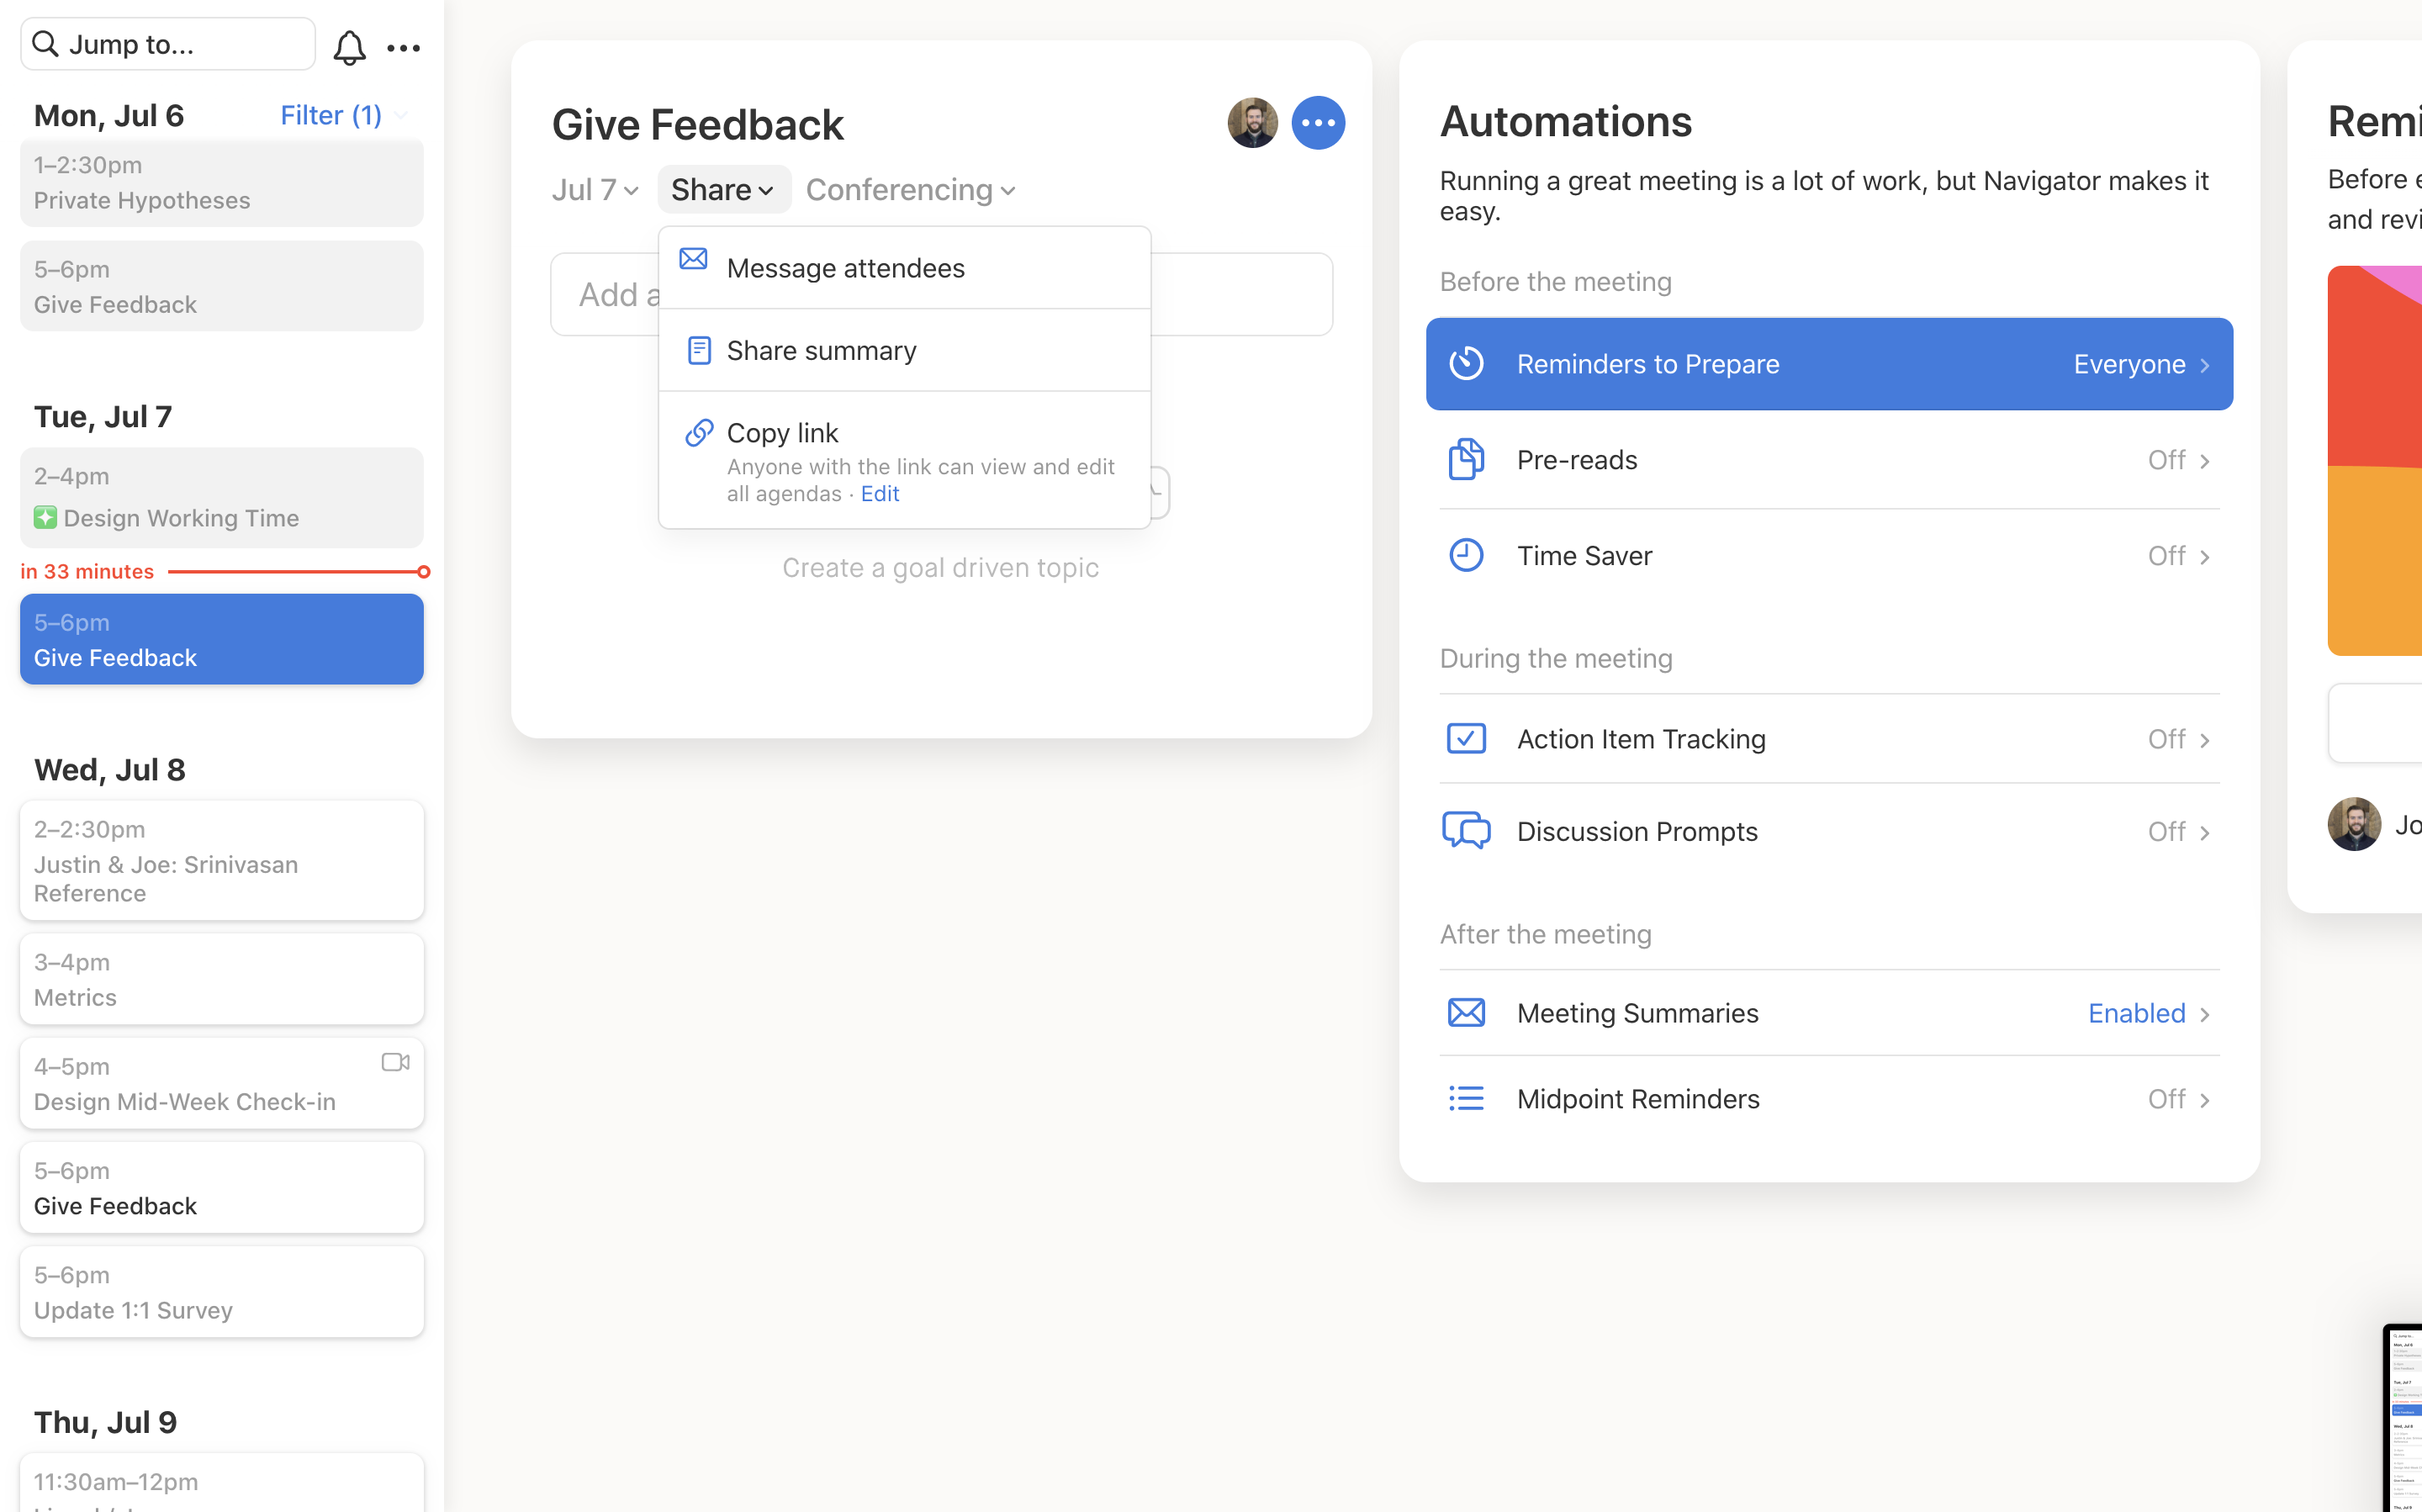 Jump to...
Mon, Jul 6
Filter (1)
1–2:30pm
Private Hypotheses
5–6pm
Give Feedback
Tue, Jul 7
2–4pm
Design Working Time
in 33 minutes
5–6pm
Give Feedback
Wed, Jul 8
2–2:30pm
Justin & Joe: Srinivasan
Reference
3–4pm
Metrics
4–5pm
Design Mid-Week Check-in
5–6pm
Give Feedback
5–6pm
Update 1:1 Survey
Thu, Jul 9
11:30am–12pm
Give Feedback
Jul 7
Share
Conferencing
Add a
Message attendees
Share summary
Copy link
Anyone with the link can view and edit
all agendas · Edit
Create a goal driven topic
Automations
Running a great meeting is a lot of work, but Navigator makes it
easy.
Before the meeting
Reminders to Prepare Everyone
Pre-reads Off
Time Saver Off
During the meeting
Action Item Tracking Off
Discussion Prompts Off
After the meeting
Meeting Summaries Enabled
Midpoint Reminders Off
Remi
Before e
and revi
Jo